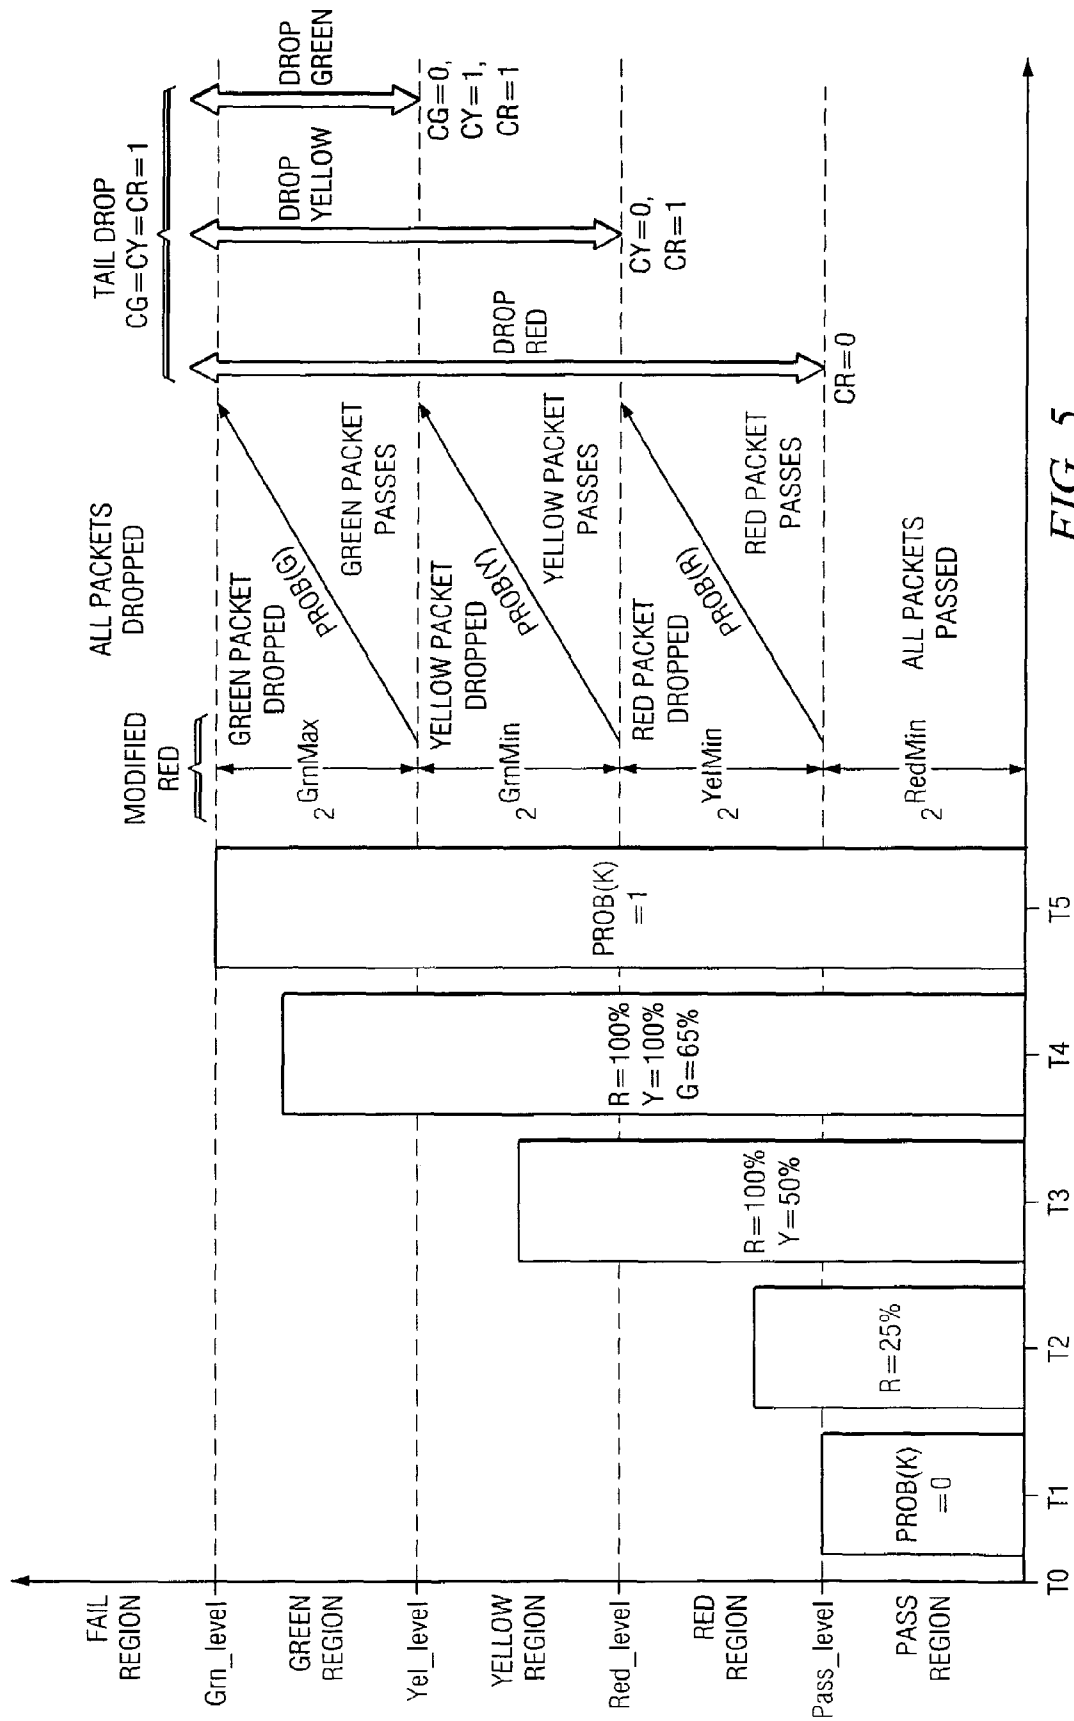 FAIL
REGION
Grn_level
GREEN
REGION
Yel_level
YELLOW
REGION
Red_level
RED
REGION
Pass_level
PASS
REGION
T0
T1
T2
T3
T4
T5
PROB(K)
=0
R=25%
R=100%
Y=50%
R=100%
Y=100%
G=65%
PROB(K)
=1
MODIFIED
RED
2GrnMax
2GrnMin
2YelMin
2RedMin
ALL PACKETS
DROPPED
GREEN PACKET
DROPPED
PROB(G)
GREEN PACKET
PASSES
YELLOW PACKET
DROPPED
PROB(Y)
YELLOW PACKET
PASSES
RED PACKET
DROPPED
PROB(R)
RED PACKET
PASSES
ALL PACKETS
PASSED
TAIL DROP
CG=CY=CR=1
DROP
RED
CR=0
DROP
YELLOW
CY=0,
CR=1
DROP
GREEN
CG=0,
CY=1,
CR=1
FIG. 5